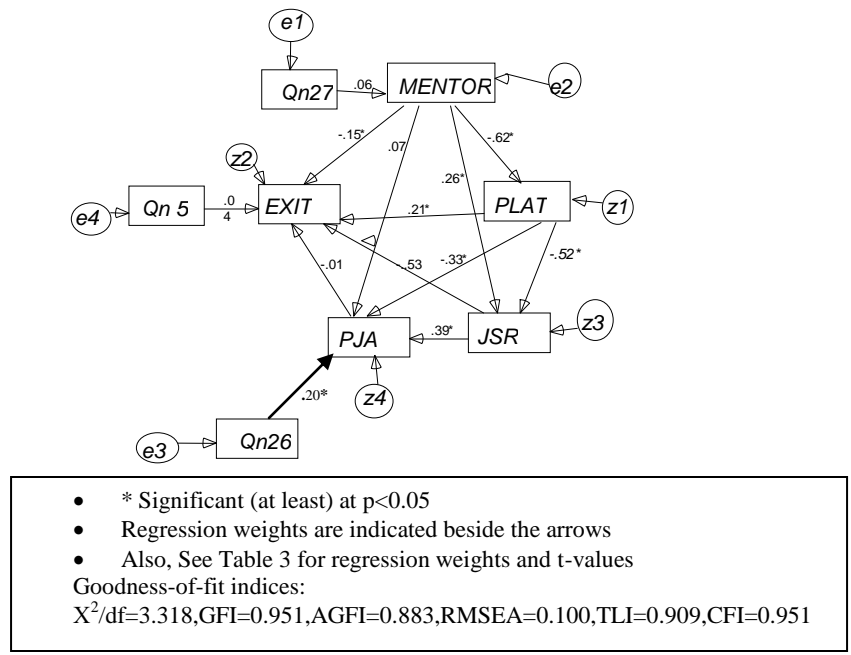 e1
Qn27
.06
MENTOR
e2
-.15*
.07
-.62*
z2
.26*
e4
Qn 5
.0
4
EXIT
.21*
PLAT
z1
-.01
-.53
-.33*
-.52*
PJA
.39*
JSR
z3
.20*
z4
e3
Qn26
• * Significant (at least) at p<0.05
• Regression weights are indicated beside the arrows
• Also, See Table 3 for regression weights and t-values
Goodness-of-fit indices:
X²/df=3.318,GFI=0.951,AGFI=0.883,RMSEA=0.100,TLI=0.909,CFI=0.951